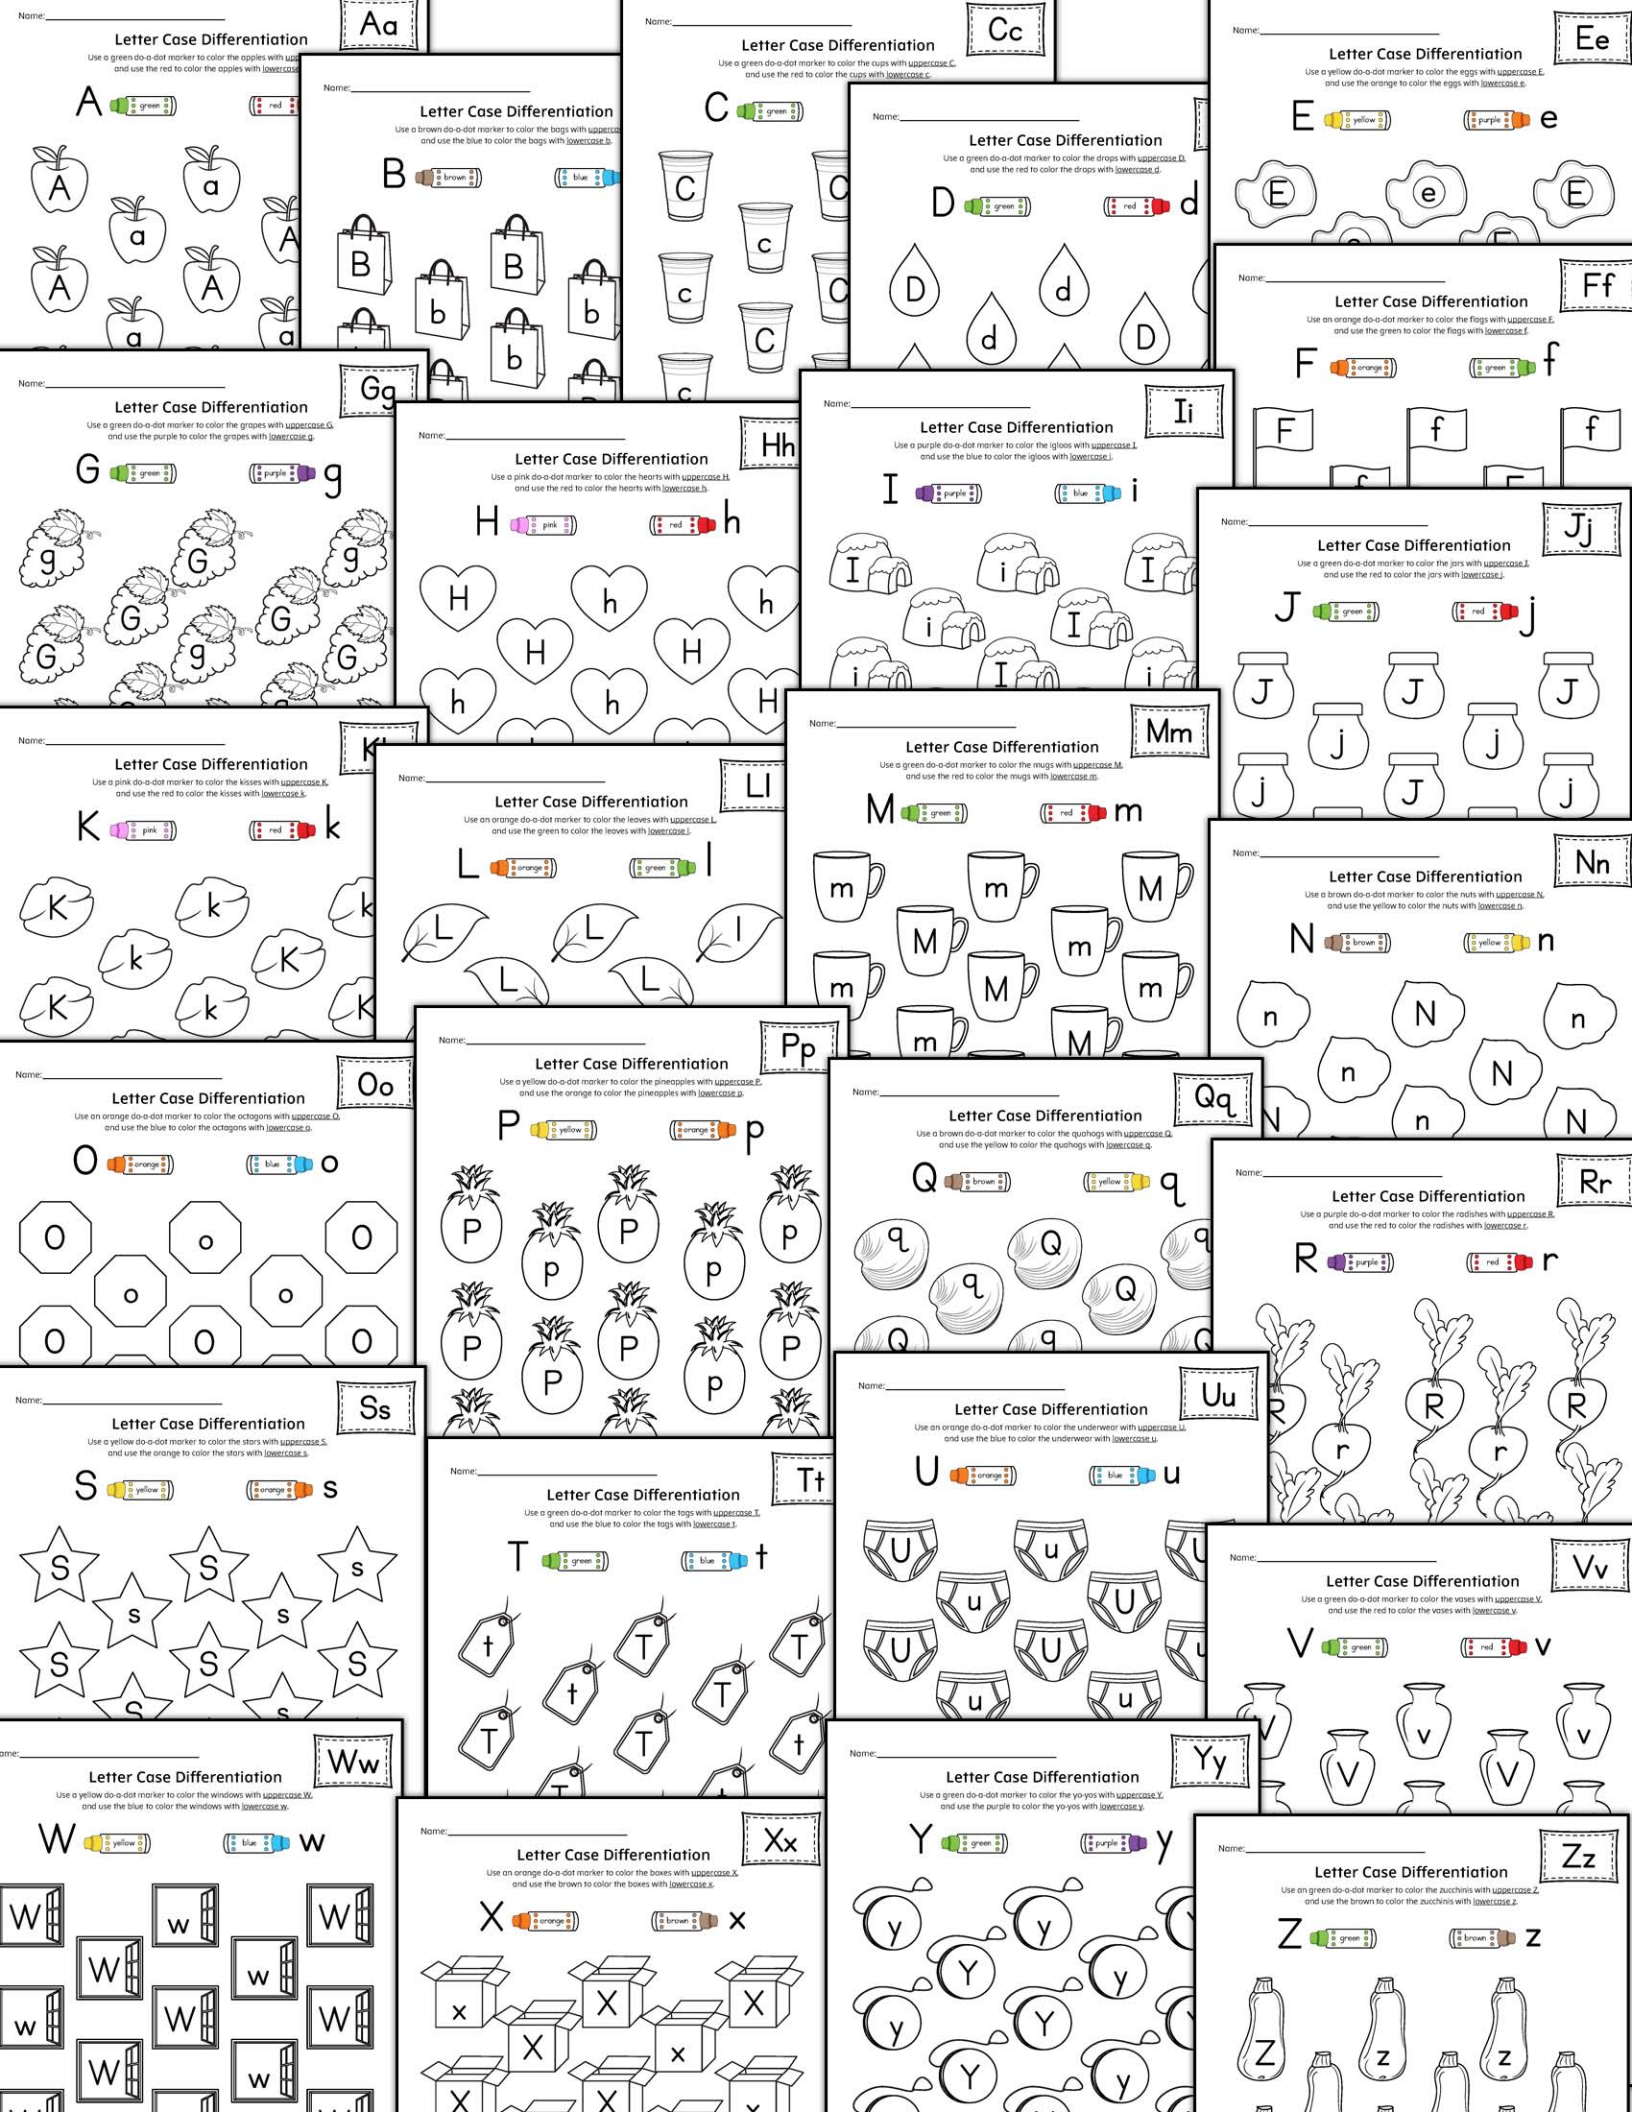 Name:
Aa
Letter Case Differentiation
Use a green do-a-dot marker to color the apples with
and use the red to color the apples with lowercase
A green red
A a
a A
A A
a a
Name:
Letter Case Differentiation
Use a brown do-a-dot marker to color the bags with
and use the blue to color the bags with lowercase b.
B brown blue
B B
b b
b
Name:
Cc
Letter Case Differentiation
Use a green do-a-dot marker to color the cups with uppercase C,
and use the red to color the cups with lowercase c.
C green
C C
c
c C
C
c
Name:
Letter Case Differentiation
Use a green do-a-dot marker to color the drops with uppercase D,
and use the red to color the drops with lowercase d.
D green red d
D d
d D
Name:
Ee
Letter Case Differentiation
Use a yellow do-a-dot marker to color the eggs with uppercase E,
and use the orange to color the eggs with lowercase e.
E yellow purple e
E e E
Name:
Ff
Letter Case Differentiation
Use an orange do-a-dot marker to color the flags with uppercase F,
and use the green to color the flags with lowercase f.
F orange green f
F f f
f F
Name:
Gg
Letter Case Differentiation
Use a green do-a-dot marker to color the grapes with uppercase G,
and use the purple to color the grapes with lowercase g.
G green purple g
g G g
G G
G g G
Name:
Hh
Letter Case Differentiation
Use a pink do-a-dot marker to color the hearts with uppercase H,
and use the red to color the hearts with lowercase h.
H pink red h
H h h
H H
h h H
Name:
Ii
Letter Case Differentiation
Use a purple do-a-dot marker to color the igloos with uppercase I,
and use the blue to color the igloos with lowercase i.
I purple blue i
I i I
i I
i I i
Name:
Jj
Letter Case Differentiation
Use a green do-a-dot marker to color the jars with uppercase J,
and use the red to color the jars with lowercase j.
J green red j
J J J
j j
j J j
Name:
Letter Case Differentiation
Use a pink do-a-dot marker to color the kisses with uppercase K,
and use the red to color the kisses with lowercase k.
K pink red k
K k k
k K
K k K
Name:
Ll
Letter Case Differentiation
Use an orange do-a-dot marker to color the leaves with uppercase L,
and use the green to color the leaves with lowercase l.
L orange green l
L L l
L L
Name:
Mm
Letter Case Differentiation
Use a green do-a-dot marker to color the mugs with uppercase M,
and use the red to color the mugs with lowercase m.
M green red m
m m M
M m
m M m
m M
Name:
Nn
Letter Case Differentiation
Use a brown do-a-dot marker to color the nuts with uppercase N,
and use the yellow to color the nuts with lowercase n.
N brown yellow n
n N n
n N
N n N
Name:
Oo
Letter Case Differentiation
Use an orange do-a-dot marker to color the octagons with uppercase O,
and use the blue to color the octagons with lowercase o.
O orange blue o
O o O
o o
O O O
Name:
Pp
Letter Case Differentiation
Use a yellow do-a-dot marker to color the pineapples with uppercase P,
and use the orange to color the pineapples with lowercase p.
P yellow orange p
P P p
p p
P P P
P p
Name:
Qq
Letter Case Differentiation
Use a brown do-a-dot marker to color the quahogs with uppercase Q,
and use the yellow to color the quahogs with lowercase q.
Q brown yellow q
q Q q
q Q
Q q Q
Name:
Rr
Letter Case Differentiation
Use a purple do-a-dot marker to color the radishes with uppercase R,
and use the red to color the radishes with lowercase r.
R purple red r
R R R
r r
Name:
Ss
Letter Case Differentiation
Use a yellow do-a-dot marker to color the stars with uppercase S,
and use the orange to color the stars with lowercase s.
S yellow orange s
S S s
s s
S S S
S s
Name:
Tt
Letter Case Differentiation
Use a green do-a-dot marker to color the tags with uppercase T,
and use the blue to color the tags with lowercase t.
T green blue t
t T T
t T
T T t
T t
Name:
Uu
Letter Case Differentiation
Use an orange do-a-dot marker to color the underwear with uppercase U,
and use the blue to color the underwear with lowercase u.
U orange blue u
U u U
u U
U U u
u u
Name:
Vv
Letter Case Differentiation
Use a green do-a-dot marker to color the vases with uppercase V,
and use the red to color the vases with lowercase v.
V green red v
V v v
V V
Ww
Letter Case Differentiation
Use a yellow do-a-dot marker to color the windows with uppercase W,
and use the blue to color the windows with lowercase w.
W yellow blue w
W w W
W w
w W W
W w
Name:
Xx
Letter Case Differentiation
Use an orange do-a-dot marker to color the boxes with uppercase X,
and use the brown to color the boxes with lowercase x.
X orange brown x
x X X
X x
X X x
Name:
Yy
Letter Case Differentiation
Use a green do-a-dot marker to color the yo-yos with uppercase Y,
and use the purple to color the yo-yos with lowercase y.
Y green purple y
y y
Y y
y Y
Y y
Name:
Zz
Letter Case Differentiation
Use an green do-a-dot marker to color the zucchinis with uppercase Z,
and use the brown to color the zucchinis with lowercase z.
Z green brown z
Z z z